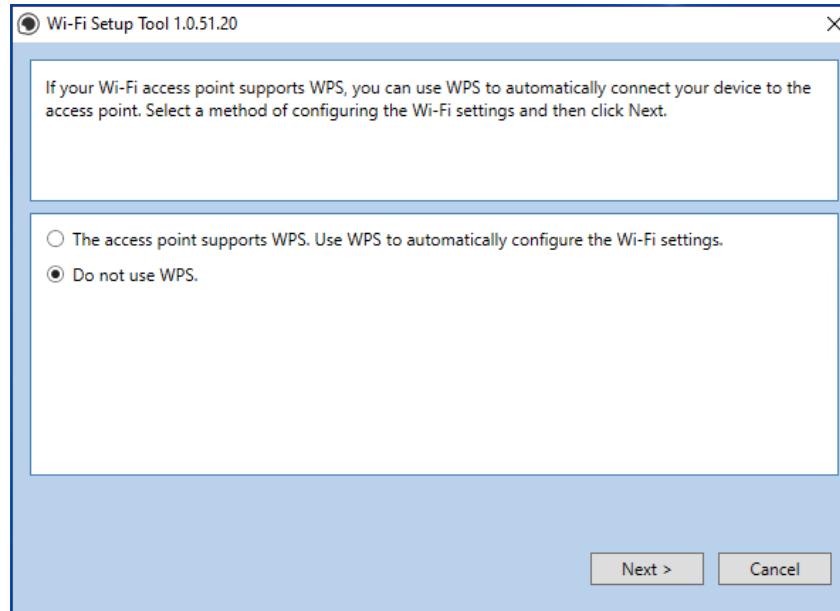 Wi-Fi Setup Tool 1.0.51.20
If your Wi-Fi access point supports WPS, you can use WPS to automatically connect your device to the
access point. Select a method of configuring the Wi-Fi settings and then click Next.
The access point supports WPS. Use WPS to automatically configure the Wi-Fi settings.
Do not use WPS.
Next >
Cancel